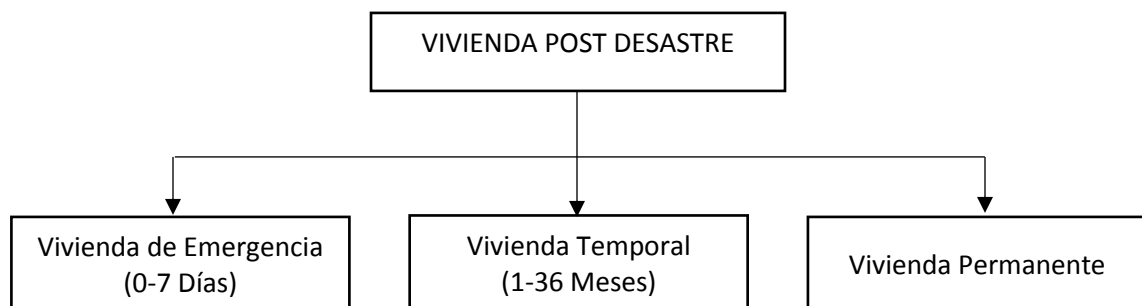 VIVIENDA POST DESASTRE
Vivienda de Emergencia
(0-7 Días)
Vivienda Temporal
(1-36 Meses)
Vivienda Permanente